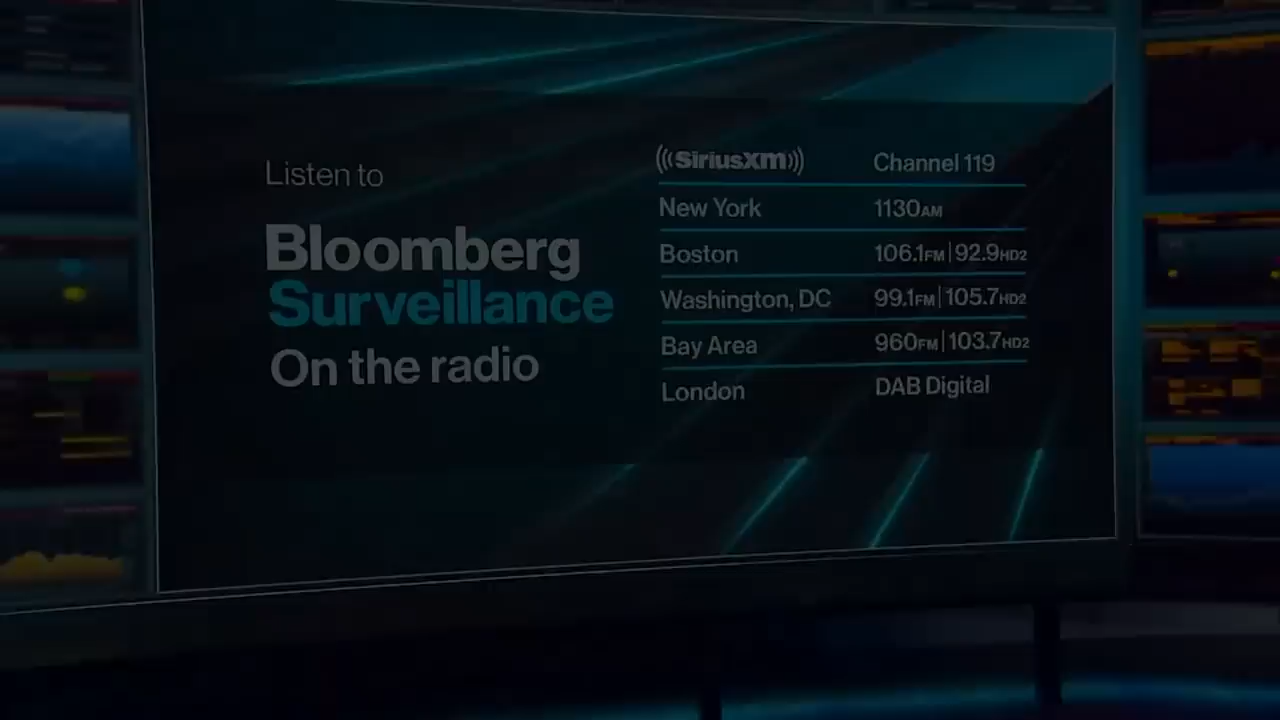 Listen to
Bloomberg
Surveillance
On the radio
((SiriusXm)) Channel 119
New York 1130AM
Boston 106.1FM|92.9HD2
Washington, DC 99.1FM|105.7HD2
Bay Area 960FM|103.7HD2
London DAB Digital